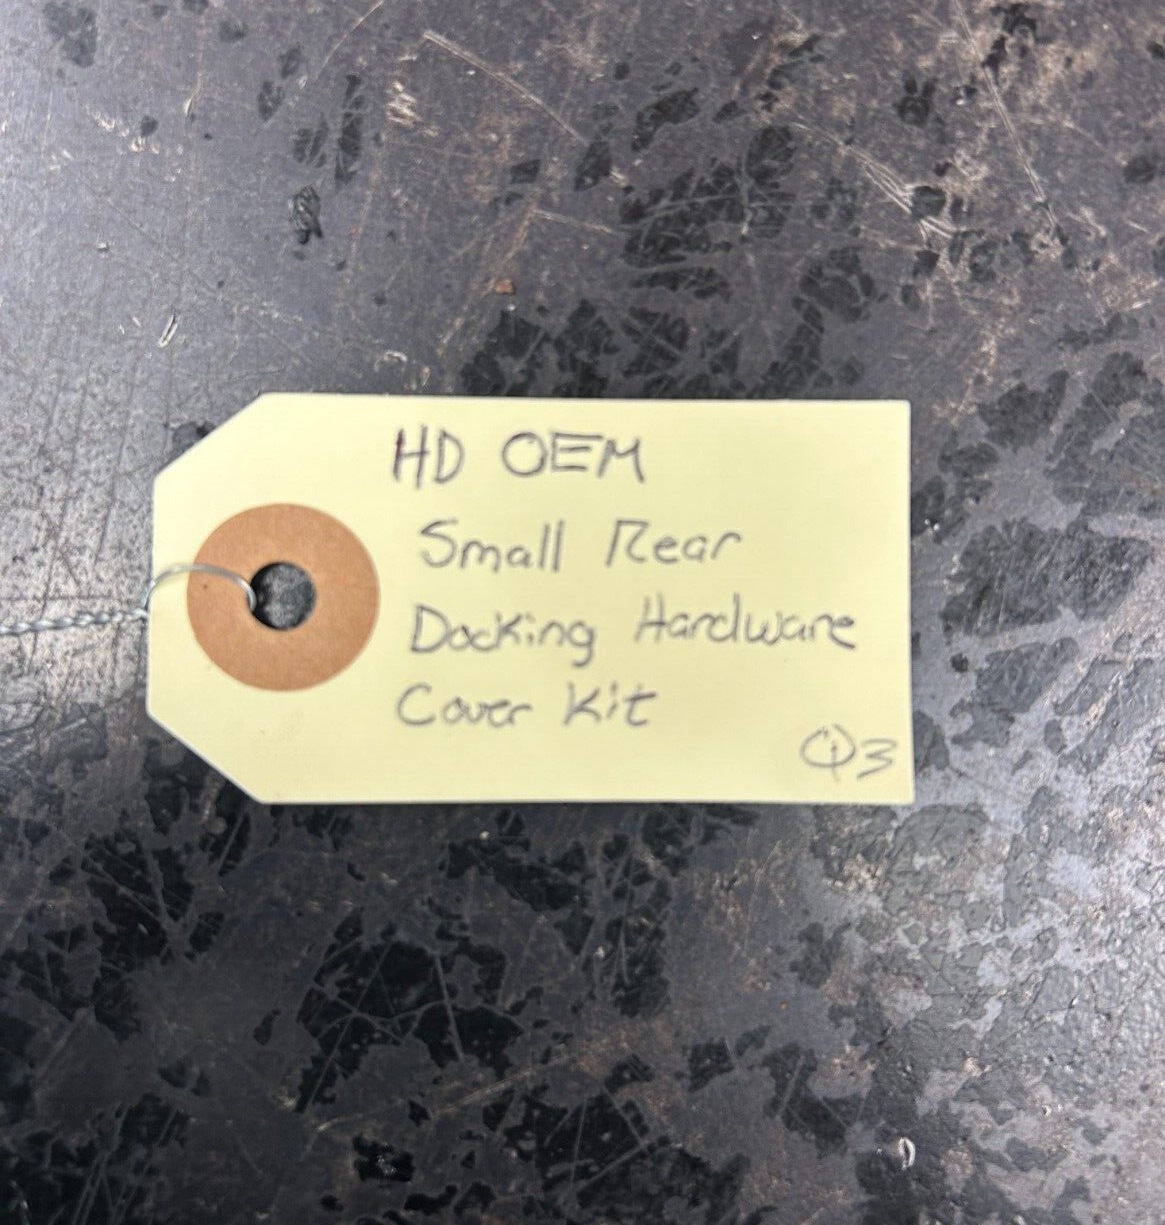 HD OEM
Small Rear
Docking Hardware
Cover Kit
Q3